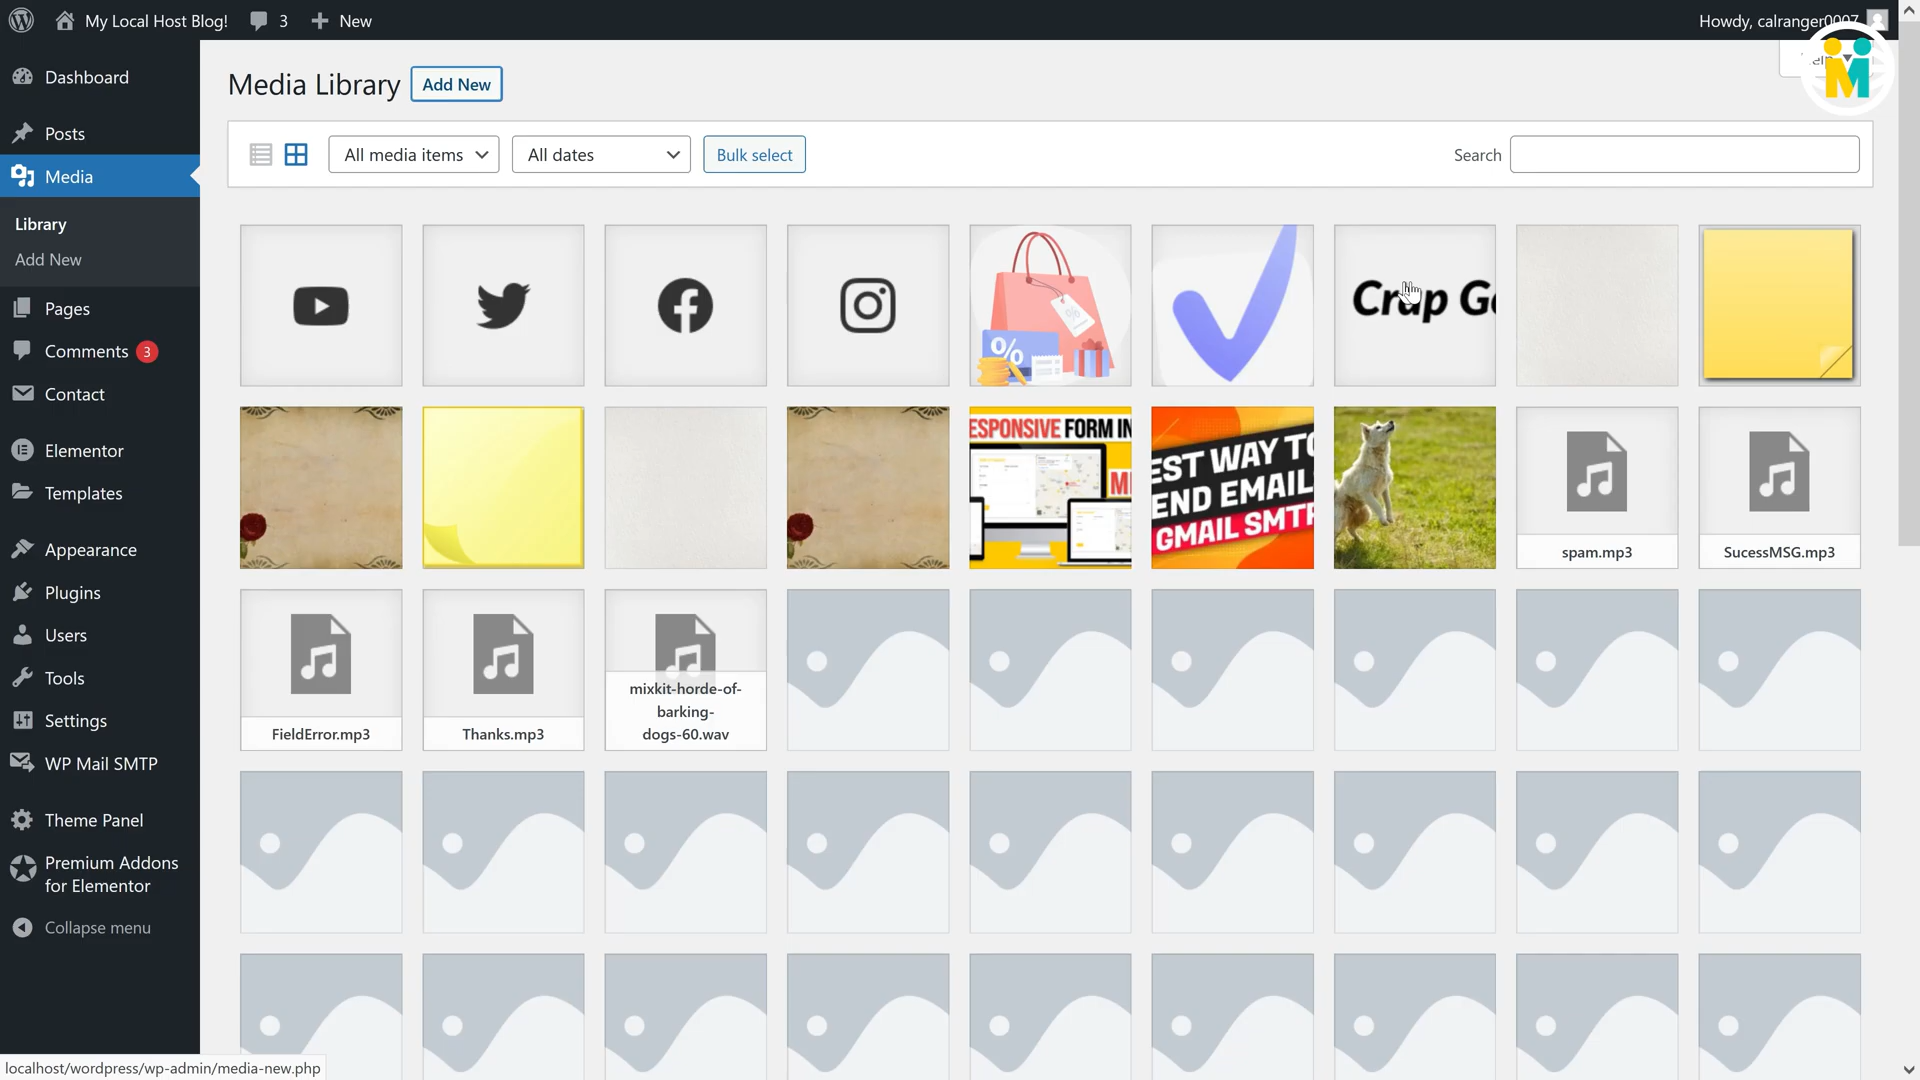 My Local Host Blog!
3
New
Howdy, calranger0007
Dashboard
Posts
Media
Library
Add New
Pages
Comments 3
Contact
Elementor
Templates
Appearance
Plugins
Users
Tools
Settings
WP Mail SMTP
Theme Panel
Premium Addons
for Elementor
Collapse menu
Media Library
Add New
All media items
All dates
Bulk select
Search
%
%
ESPONSIVE FORM IN
M
EST WAY TO
END EMAIL
GMAIL SMTP
spam.mp3
SucessMSG.mp3
FieldError.mp3
Thanks.mp3
mixkit-horde-of-
barking-
dogs-60.wav
M
localhost/wordpress/wp-admin/media-new.php